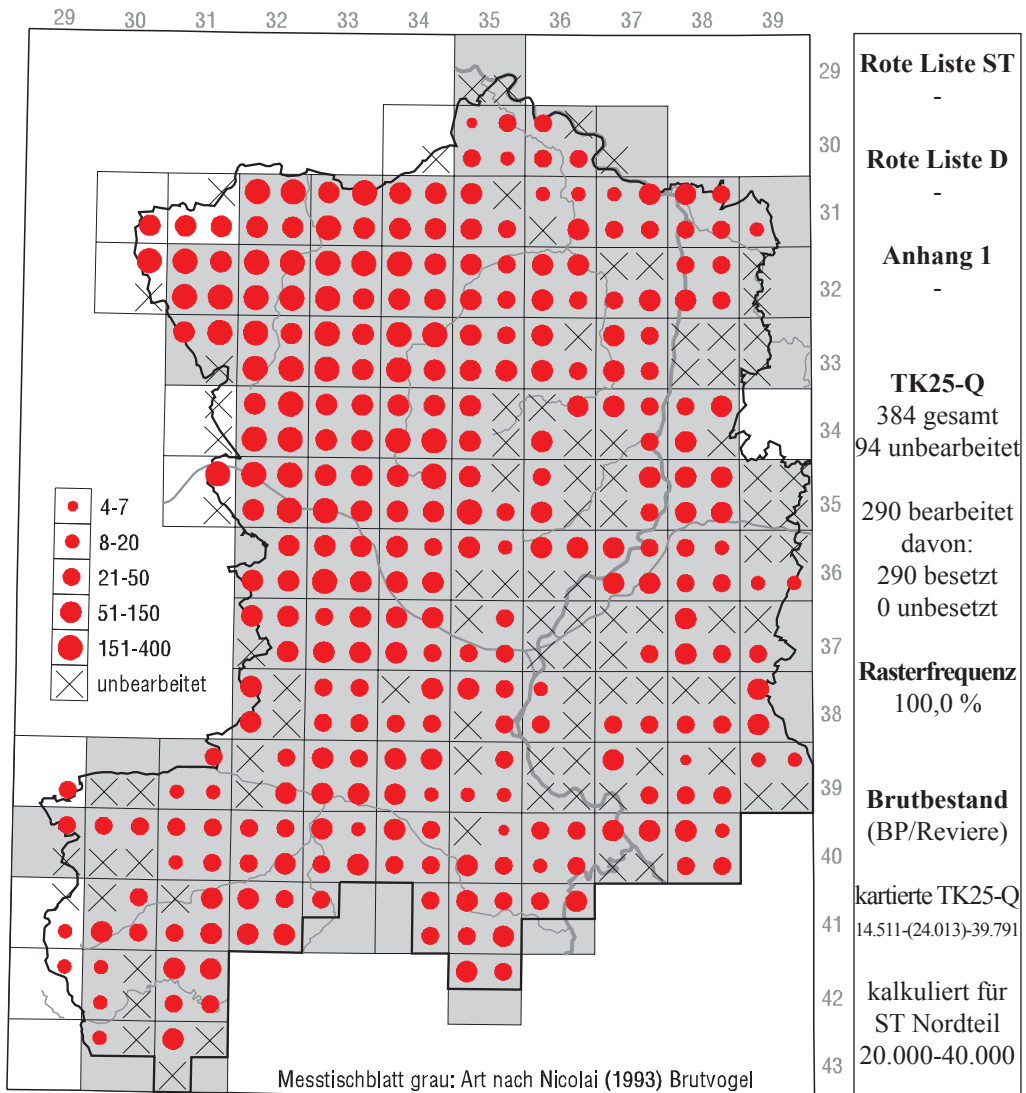 29 30 31 32 33 34 35 36 37 38 39
29
30
31
32
33
34
35
36
37
38
39
40
41
42
43
4-7
8-20
21-50
51-150
151-400
unbearbeitet
Messtischblatt grau: Art nach Nicolai (1993) Brutvogel
Rote Liste ST
-
Rote Liste D
-
Anhang 1
-
TK25-Q
384 gesamt
94 unbearbeitet
290 bearbeitet
davon:
290 besetzt
0 unbesetzt
Rasterfrequenz
100,0 %
Brutbestand
(BP/Reviere)
kartierte TK25-Q
14.511-(24.013)-39.791
kalkuliert für
ST Nordteil
20.000-40.000